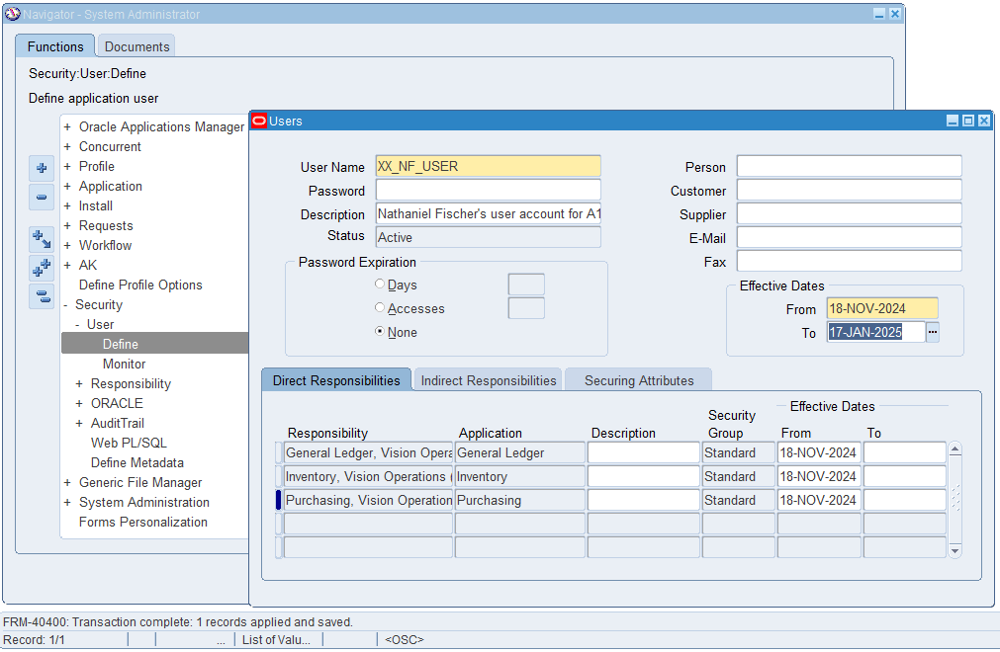 Navigator - System Administrator
Functions Documents
Security:User:Define
Define application user
+ Oracle Applications Manager
+ Concurrent
+ Profile
+ Application
+ Install
+ Requests
+ Workflow
+ AK
Define Profile Options
- Security
- User
Define
Monitor
+ Responsibility
+ ORACLE
+ AuditTrail
Web PL/SQL
Define Metadata
+ Generic File Manager
+ System Administration
Forms Personalization
Users
User Name XX_NF_USER
Password
Description Nathaniel Fischer's user account for A1
Status Active
Password Expiration
Days
Accesses
None
Person
Customer
Supplier
E-Mail
Fax
Effective Dates
From 18-NOV-2024
To 17-JAN-2025 ...
Direct Responsibilities Indirect Responsibilities Securing Attributes
Effective Dates
Responsibility Application Description Security Group From To
General Ledger, Vision Opera General Ledger Standard 18-NOV-2024
Inventory, Vision Operations ( Inventory Standard 18-NOV-2024
Purchasing, Vision Operation Purchasing Standard 18-NOV-2024
FRM-40400: Transaction complete: 1 records applied and saved.
Record: 1/1 ... List of Valu... <OSC>